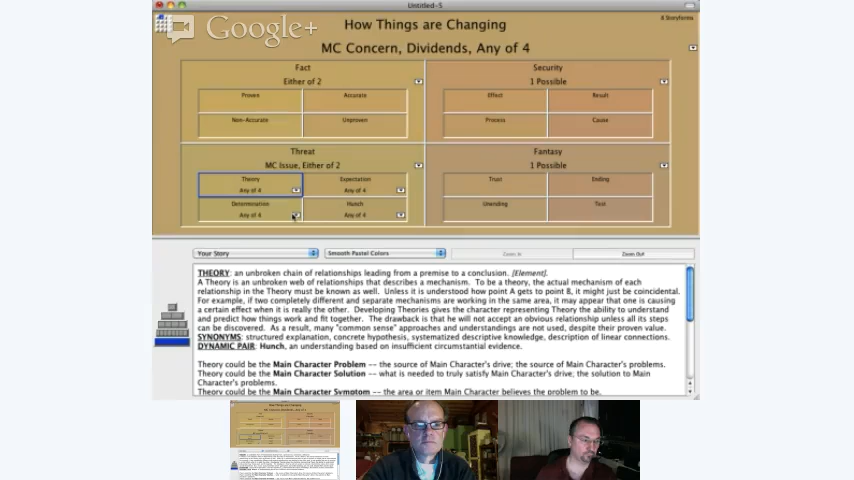 Untitled-5
8 Storyforms
Google+
How Things are Changing
MC Concern, Dividends, Any of 4
Fact
Either of 2
Proven
Accurate
Non-Accurate
Unproven
Security
1 Possible
Effect
Result
Process
Cause
Threat
MC Issue, Either of 2
Theory
Any of 4
Expectation
Any of 4
Determination
Any of 4
Hunch
Any of 4
Fantasy
1 Possible
Trust
Ending
Unending
Test
Your Story
Smooth Pastel Colors
Zoom In
Zoom Out
THEORY: an unbroken chain of relationships leading from a premise to a conclusion. [Element].
A Theory is an unbroken web of relationships that describes a mechanism. To be a theory, the actual mechanism of each
relationship in the Theory must be known as well. Unless it is understood how point A gets to point B, it might just be coincidental.
For example, if two completely different and separate mechanisms are working in the same area, it may appear that one is causing
a certain effect when it is really the other. Developing Theories gives the character representing Theory the ability to understand
and predict how things work and fit together. The drawback is that he will not accept an obvious relationship unless all its steps
can be discovered. As a result, many "common sense" approaches and understandings are not used, despite their proven value.
SYNONYMS: structured explanation, concrete hypothesis, systematized descriptive knowledge, description of linear connections.
DYNAMIC PAIR: Hunch, an understanding based on insufficient circumstantial evidence.
Theory could be the Main Character Problem -- the source of Main Character's drive; the source of Main Character's problems.
Theory could be the Main Character Solution -- what is needed to truly satisfy Main Character's drive; the solution to Main
Character's problems.
Theory could be the Main Character Symptom -- the area or item Main Character believes the problem to be.
How Things are Changing
MC Concern, Dividends, Any of 4